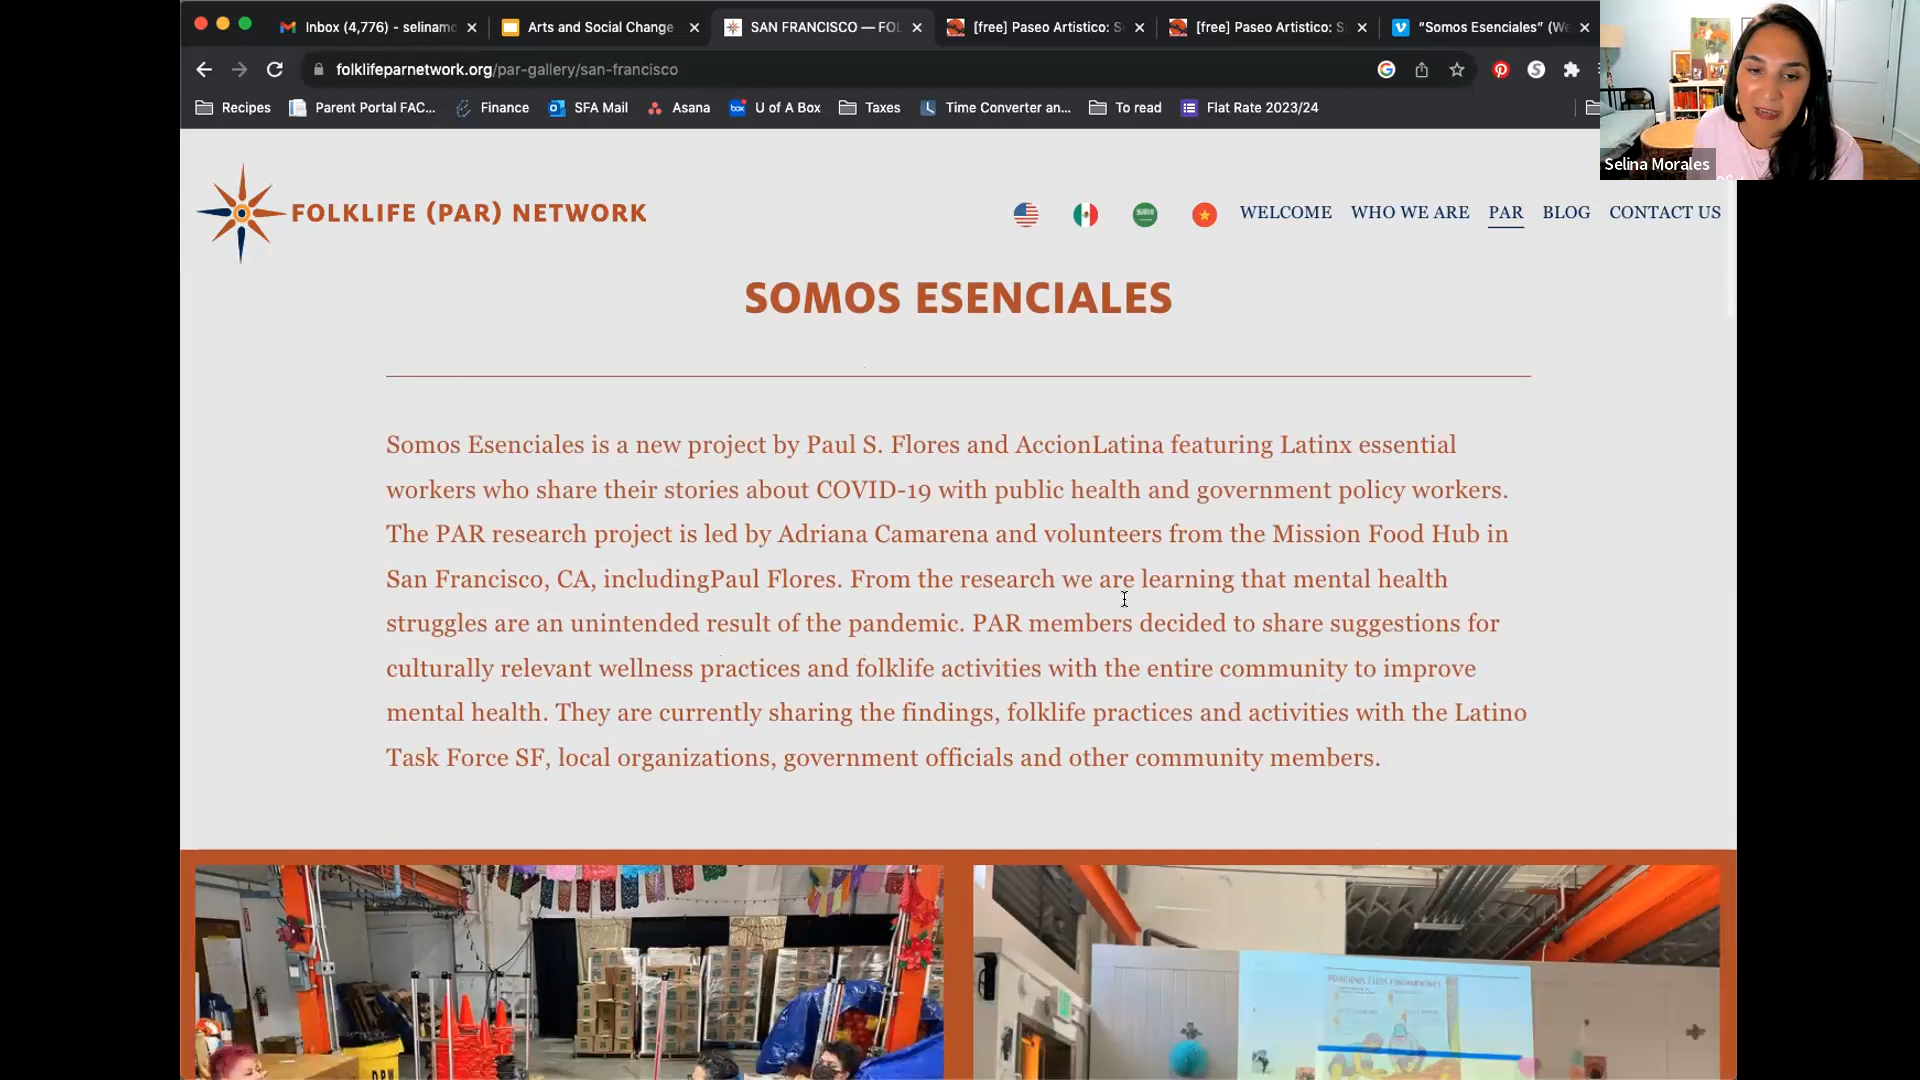 Inbox (4,776) - selinamo
Arts and Social Change
SAN FRANCISCO — FOL
[free] Paseo Artistico: S
[free] Paseo Artistico: S
"Somos Esenciales" (We
folklifeparnetwork.org/par-gallery/san-francisco
Recipes
Parent Portal FAC...
Finance
SFA Mail
Asana
box
U of A Box
Taxes
Time Converter an...
To read
Flat Rate 2023/24
Selina Morales
FOLKLIFE (PAR) NETWORK
WELCOME
WHO WE ARE
PAR
BLOG
CONTACT US
SOMOS ESENCIALES
Somos Esenciales is a new project by Paul S. Flores and AccionLatina featuring Latinx essential
workers who share their stories about COVID-19 with public health and government policy workers.
The PAR research project is led by Adriana Camarena and volunteers from the Mission Food Hub in
San Francisco, CA, includingPaul Flores. From the research we are learning that mental health
struggles are an unintended result of the pandemic. PAR members decided to share suggestions for
culturally relevant wellness practices and folklife activities with the entire community to improve
mental health. They are currently sharing the findings, folklife practices and activities with the Latino
Task Force SF, local organizations, government officials and other community members.